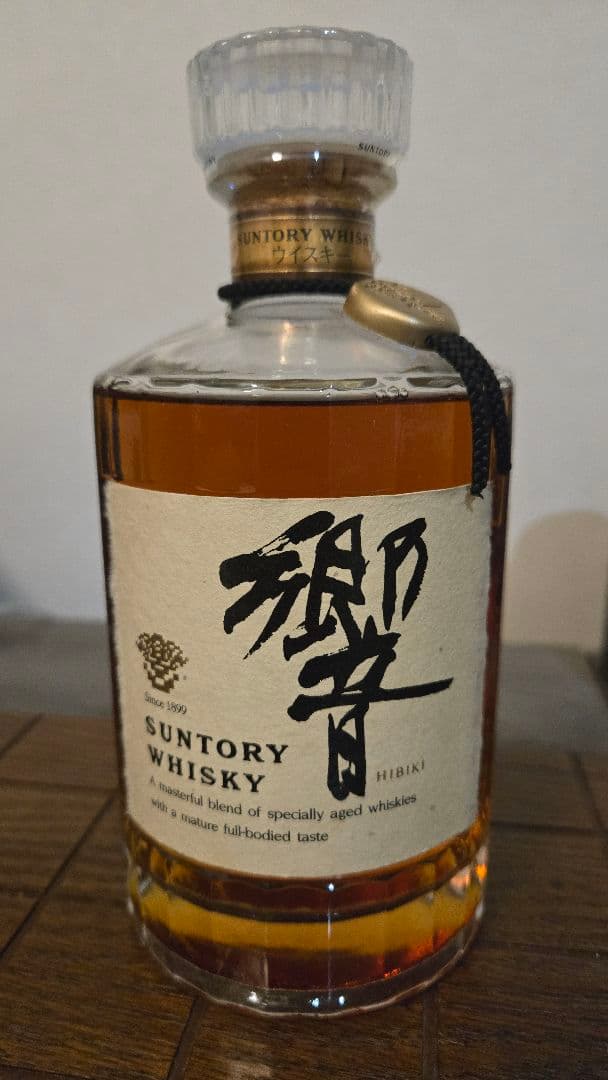 SUNTORY
SUNTORY WHISK
ウイスキー
響
Since 1899
SUNTORY
WHISKY
HIBIKI
A masterful blend of specially aged whiskies
with a mature full-bodied taste